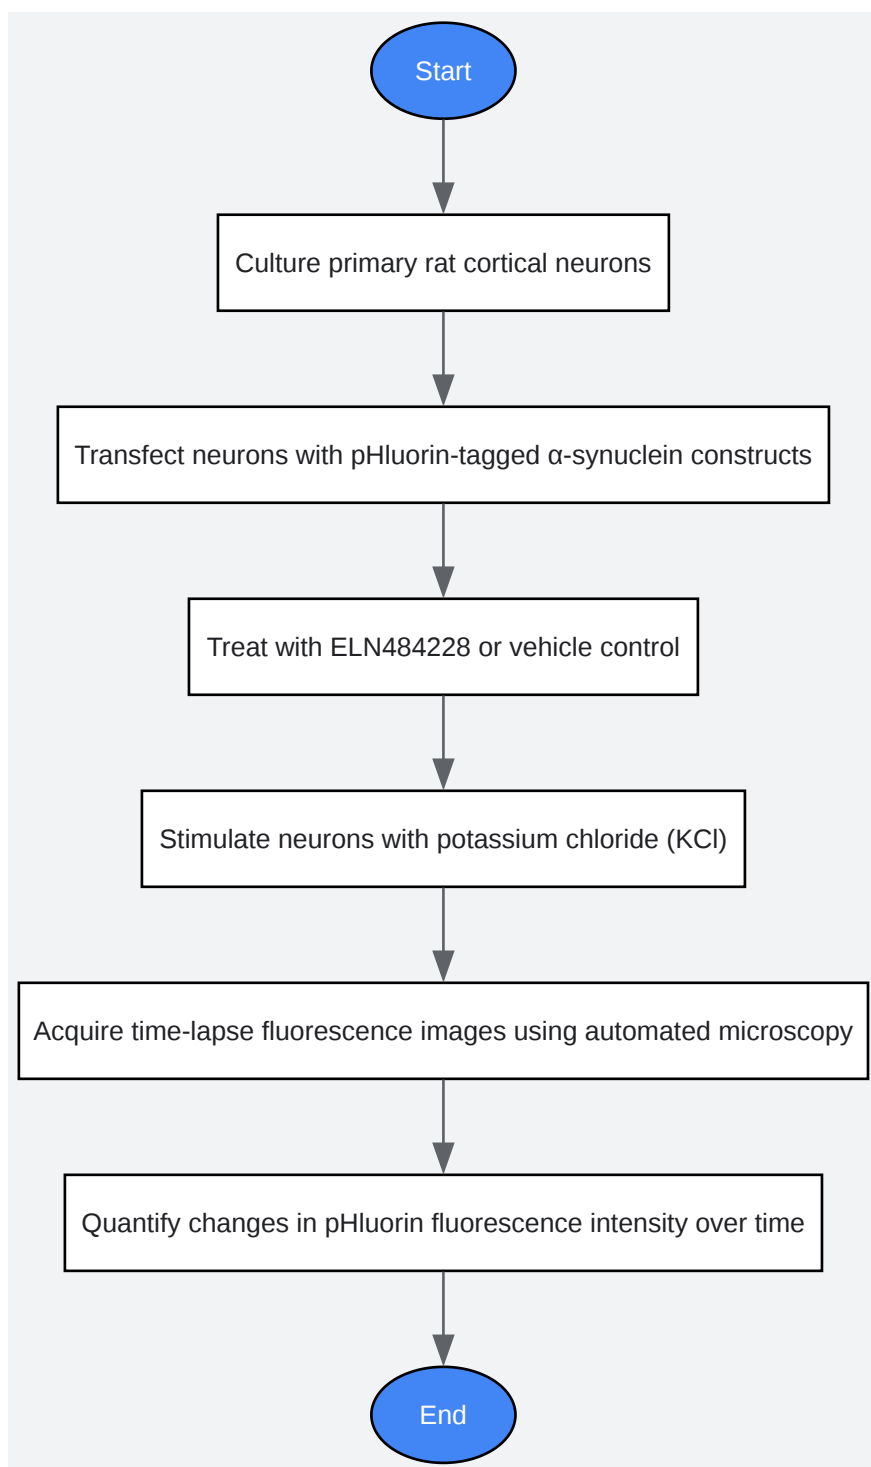 Start
Culture primary rat cortical neurons
Transfect neurons with pHluorin-tagged α-synuclein constructs
Treat with ELN484228 or vehicle control
Stimulate neurons with potassium chloride (KCl)
Acquire time-lapse fluorescence images using automated microscopy
Quantify changes in pHluorin fluorescence intensity over time
End